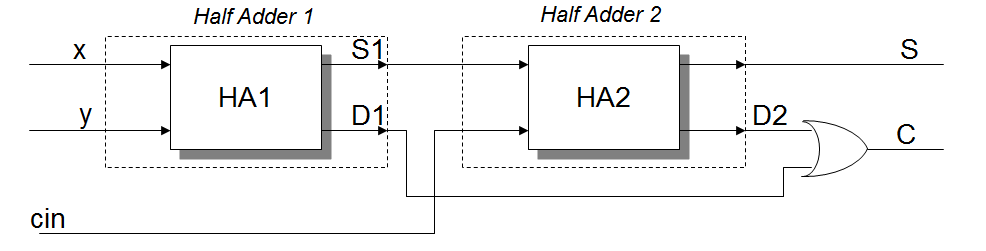 Half Adder 1
Half Adder 2
x
S1
S
HA1
HA2
y
D1
D2
C
cin